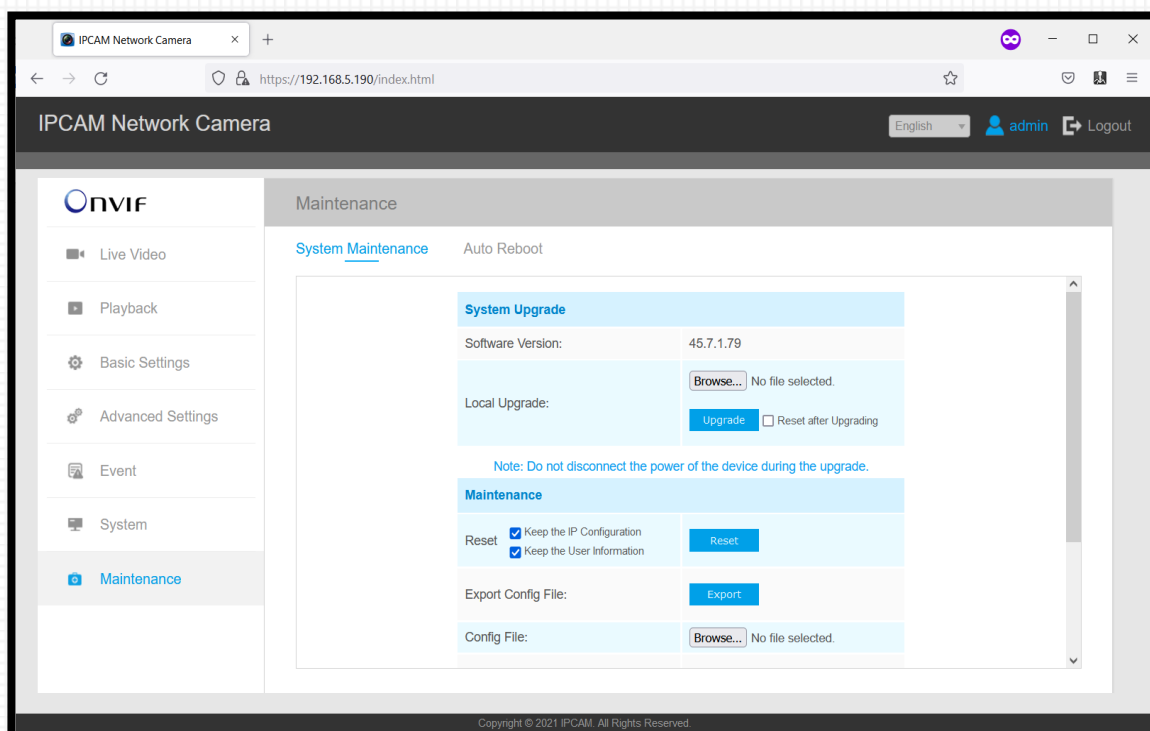 IPCAM Network Camera
https://192.168.5.190/index.html
IPCAM Network Camera
English
admin
Logout
ONVIF
Maintenance
Live Video
System Maintenance
Auto Reboot
Playback
Basic Settings
Advanced Settings
Event
System
Maintenance
System Upgrade
Software Version: 45.7.1.79
Local Upgrade:
Browse... No file selected.
Upgrade Reset after Upgrading
Note: Do not disconnect the power of the device during the upgrade.
Maintenance
Reset
Keep the IP Configuration
Keep the User Information
Reset
Export Config File: Export
Config File: Browse... No file selected.
Copyright © 2021 IPCAM. All Rights Reserved.